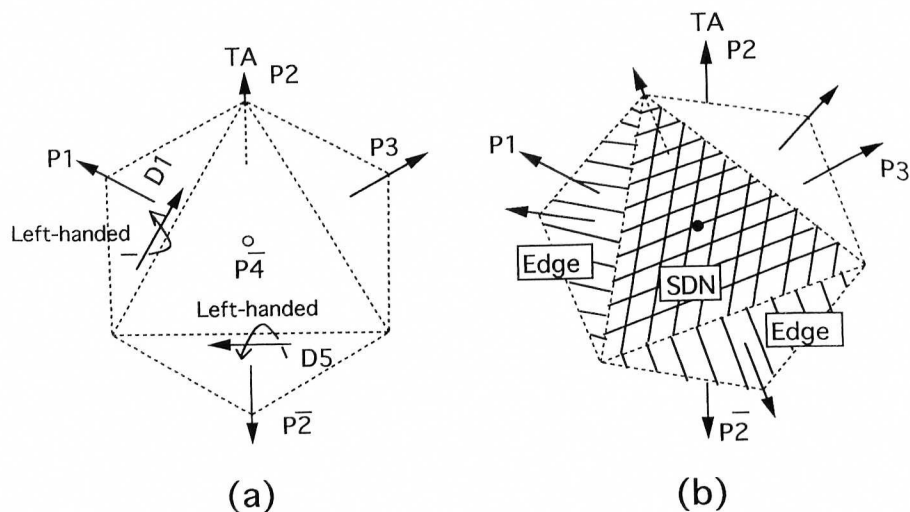 TA
P2
P1
D1
P3
Left-handed
P4̅
Left-handed
D5
P2̅
(a)
TA
P2
P1
P3
Edge
SDN
Edge
P2̅
(b)